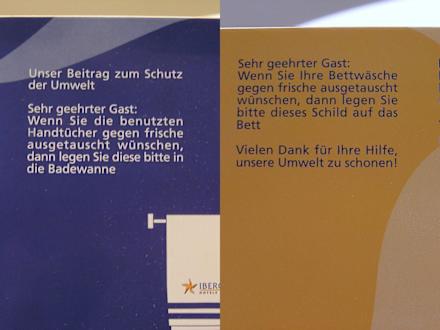 Unser Beitrag zum Schutz
der Umwelt
Sehr geehrter Gast:
Wenn Sie die benutzten
Handtücher gegen frische
ausgetauscht wünschen,
dann legen Sie diese bitte in
die Badewanne
Sehr geehrter Gast:
Wenn Sie Ihre Bettwäsche
gegen frische ausgetauscht
wünschen, dann legen Sie
bitte dieses Schild auf das
Bett
Vielen Dank für Ihre Hilfe,
unsere Umwelt zu schonen!